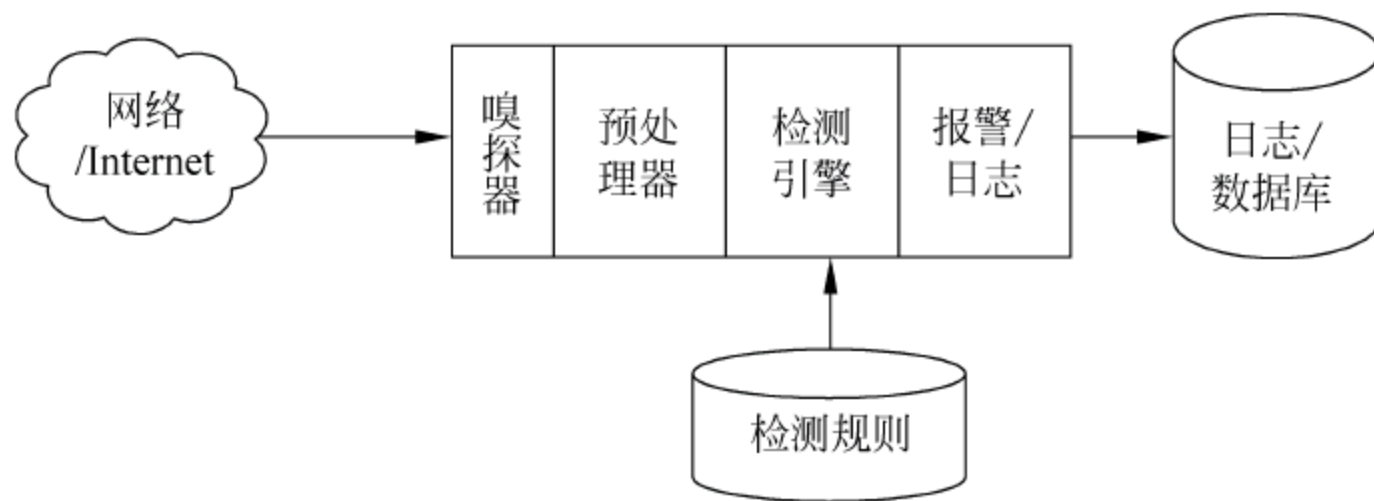 网络
/Internet
嗅探器
预处
理器
检测
引擎
报警/
日志
日志/
数据库
检测规则